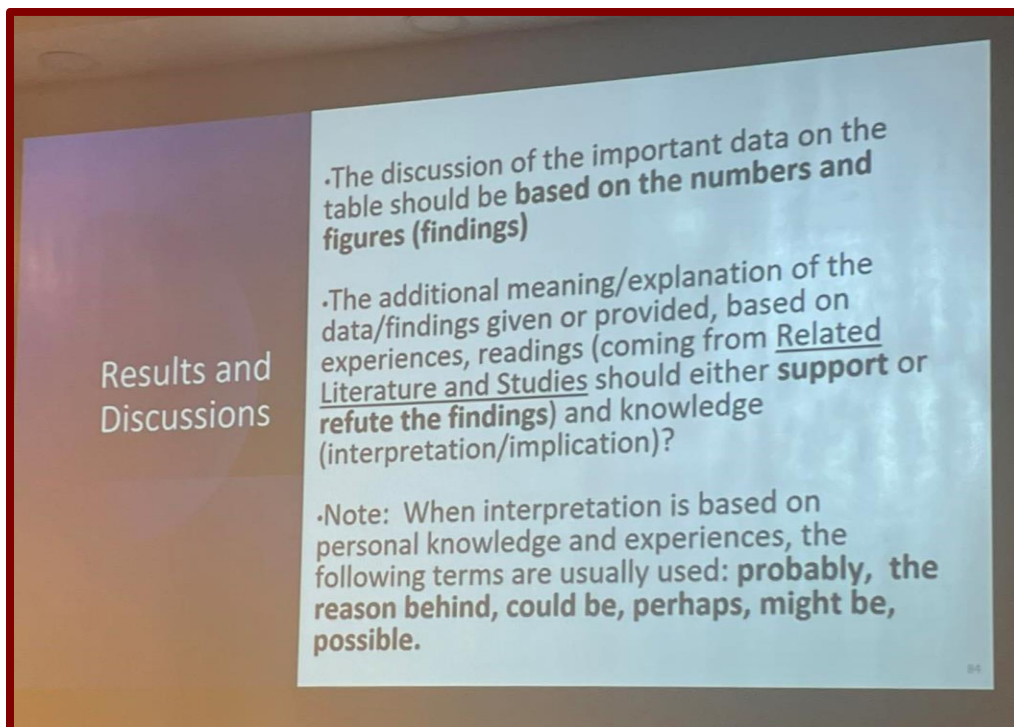 Results and
Discussions
·The discussion of the important data on the
table should be based on the numbers and
figures (findings)
·The additional meaning/explanation of the
data/findings given or provided, based on
experiences, readings (coming from Related
Literature and Studies should either support or
refute the findings) and knowledge
(interpretation/implication)?
·Note: When interpretation is based on
personal knowledge and experiences, the
following terms are usually used: probably, the
reason behind, could be, perhaps, might be,
possible.